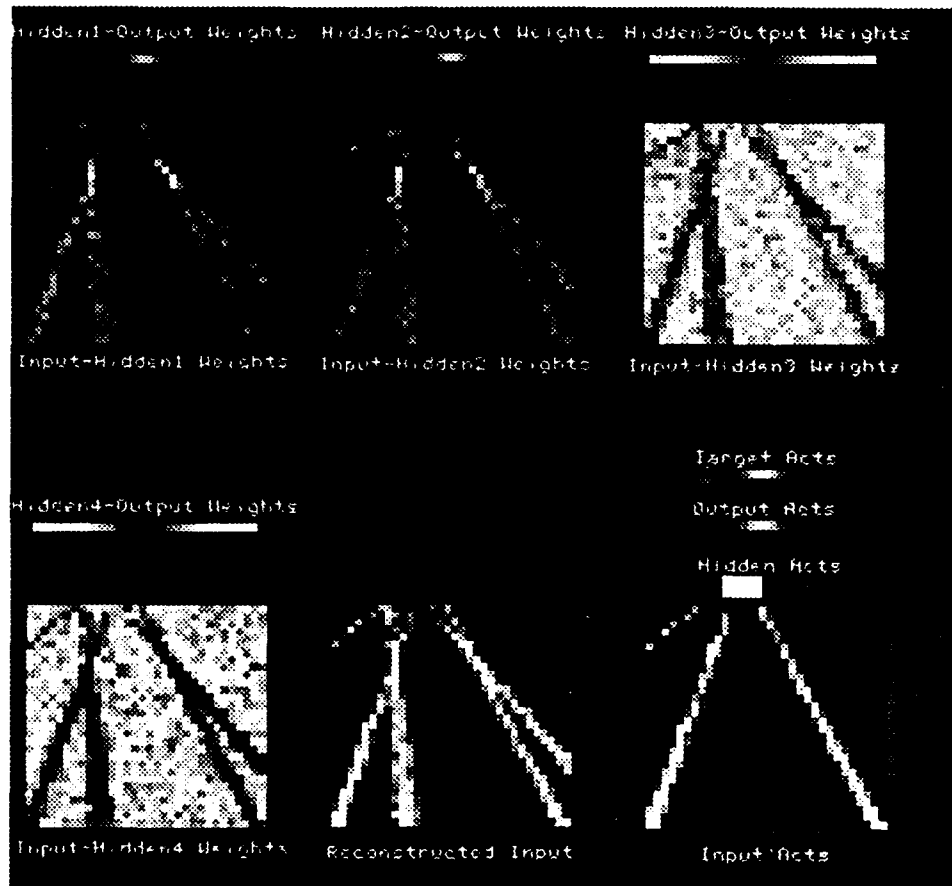 Hidden1-Output Weights
Hidden2-Output Weights
Hidden3-Output Weights
Input-Hidden1 Weights
Input-Hidden2 Weights
Input-Hidden3 Weights
Target Acts
Hidden4-Output Weights
Output Acts
Hidden Acts
Input-Hidden4 Weights
Reconstructed Input
Input Acts